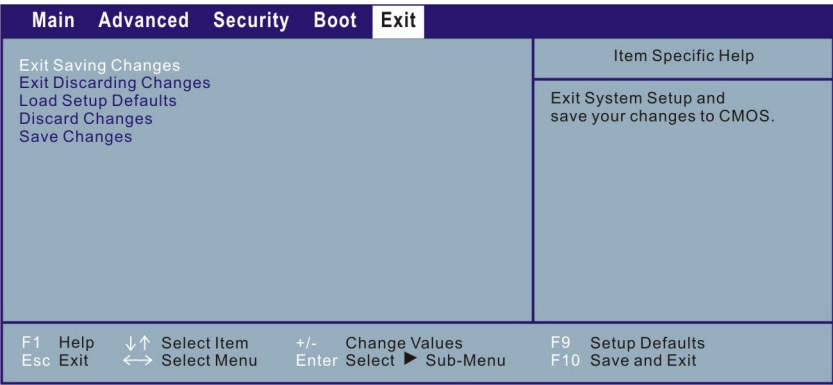 Main Advanced Security Boot Exit
Exit Saving Changes
Exit Discarding Changes
Load Setup Defaults
Discard Changes
Save Changes
Item Specific Help
Exit System Setup and
save your changes to CMOS.
F1 Help ↓↑ Select Item +/- Change Values F9 Setup Defaults
Esc Exit ←→ Select Menu Enter Select ▶ Sub-Menu F10 Save and Exit